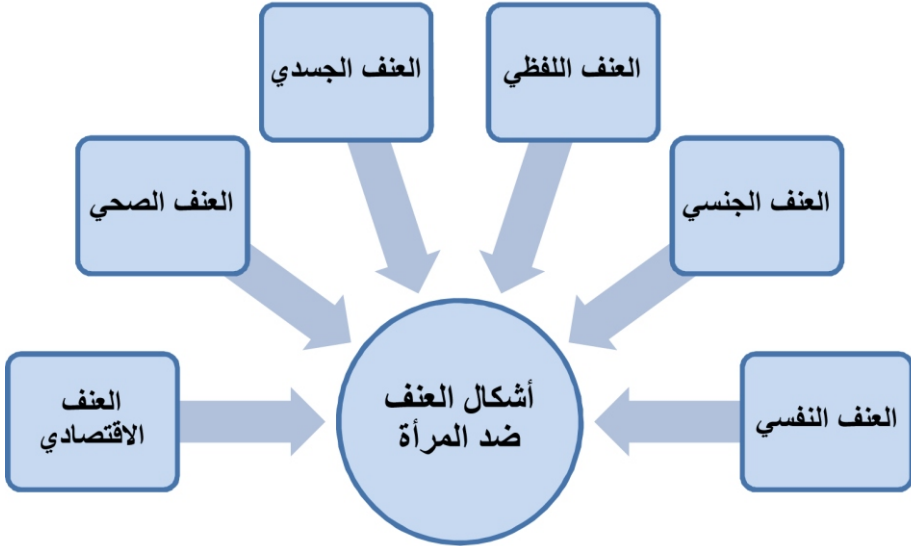 العنف اللفظي
العنف الجسدي
العنف الجنسي
العنف الصحي
العنف النفسي
أشكال العنف
ضد المرأة
العنف
الاقتصادي